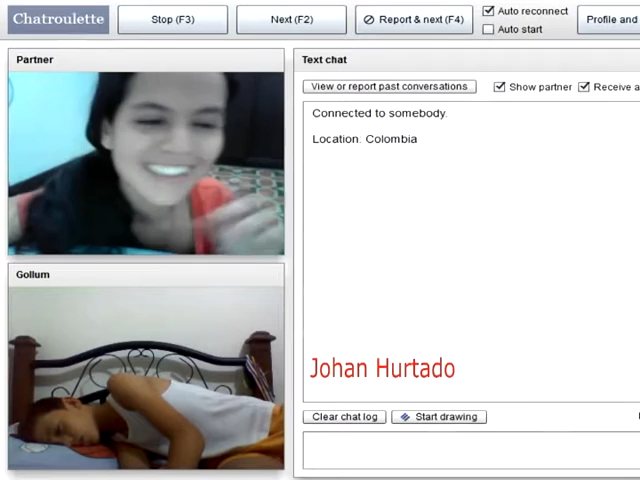 Chatroulette
Stop (F3)
Next (F2)
Report & next (F4)
Auto reconnect
Auto start
Profile and
Partner
Text chat
View or report past conversations
Show partner
Receive
Connected to somebody.
Location: Colombia
Gollum
Johan Hurtado
Clear chat log
Start drawing